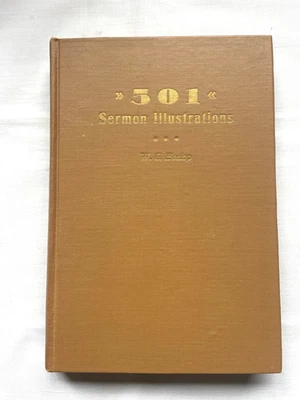 » 501 «
Sermon Illustrations
W. E.